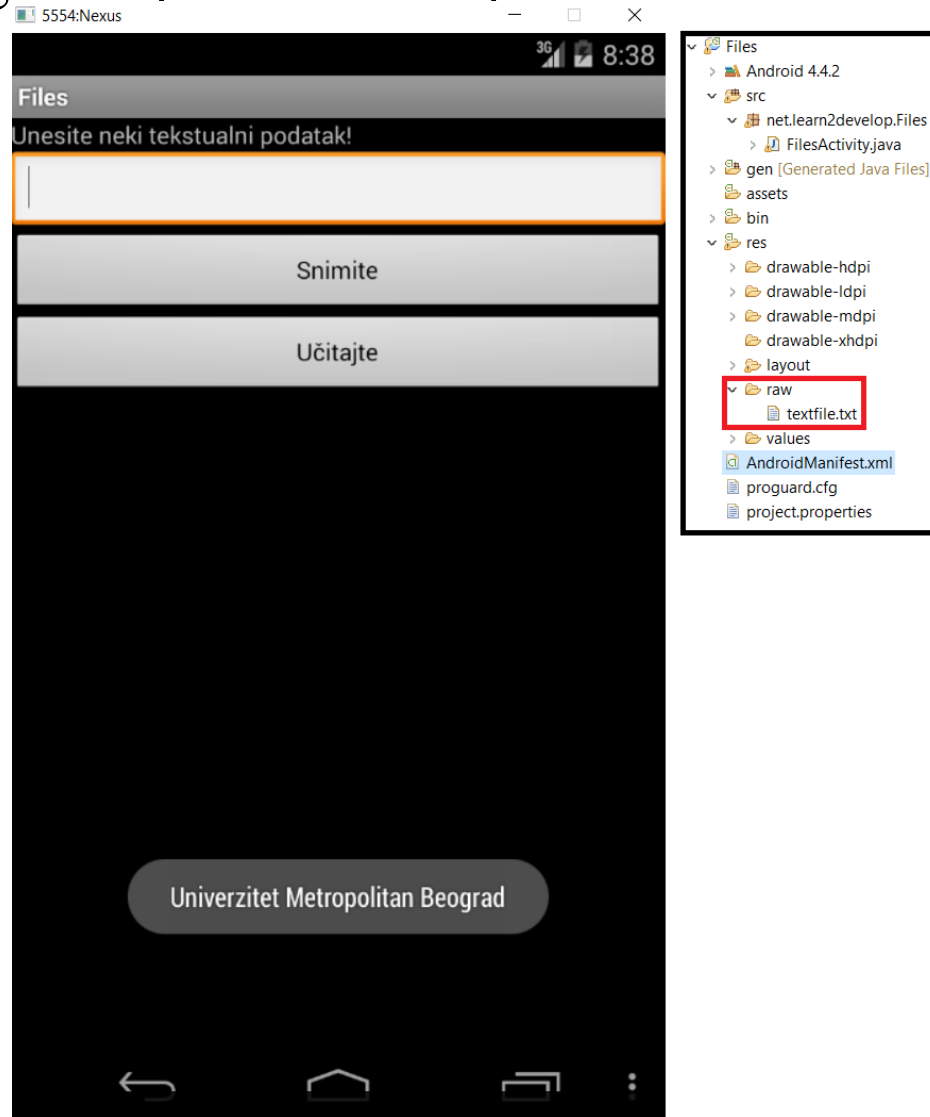 5554:Nexus
3G 8:38
Files
Unesite neki tekstualni podatak!
Snimite
Učitajte
Univerzitet Metropolitan Beograd
Files
Android 4.4.2
src
net.learn2develop.Files
FilesActivity.java
gen [Generated Java Files]
assets
bin
res
drawable-hdpi
drawable-ldpi
drawable-mdpi
drawable-xhdpi
layout
raw
textfile.txt
values
AndroidManifest.xml
proguard.cfg
project.properties